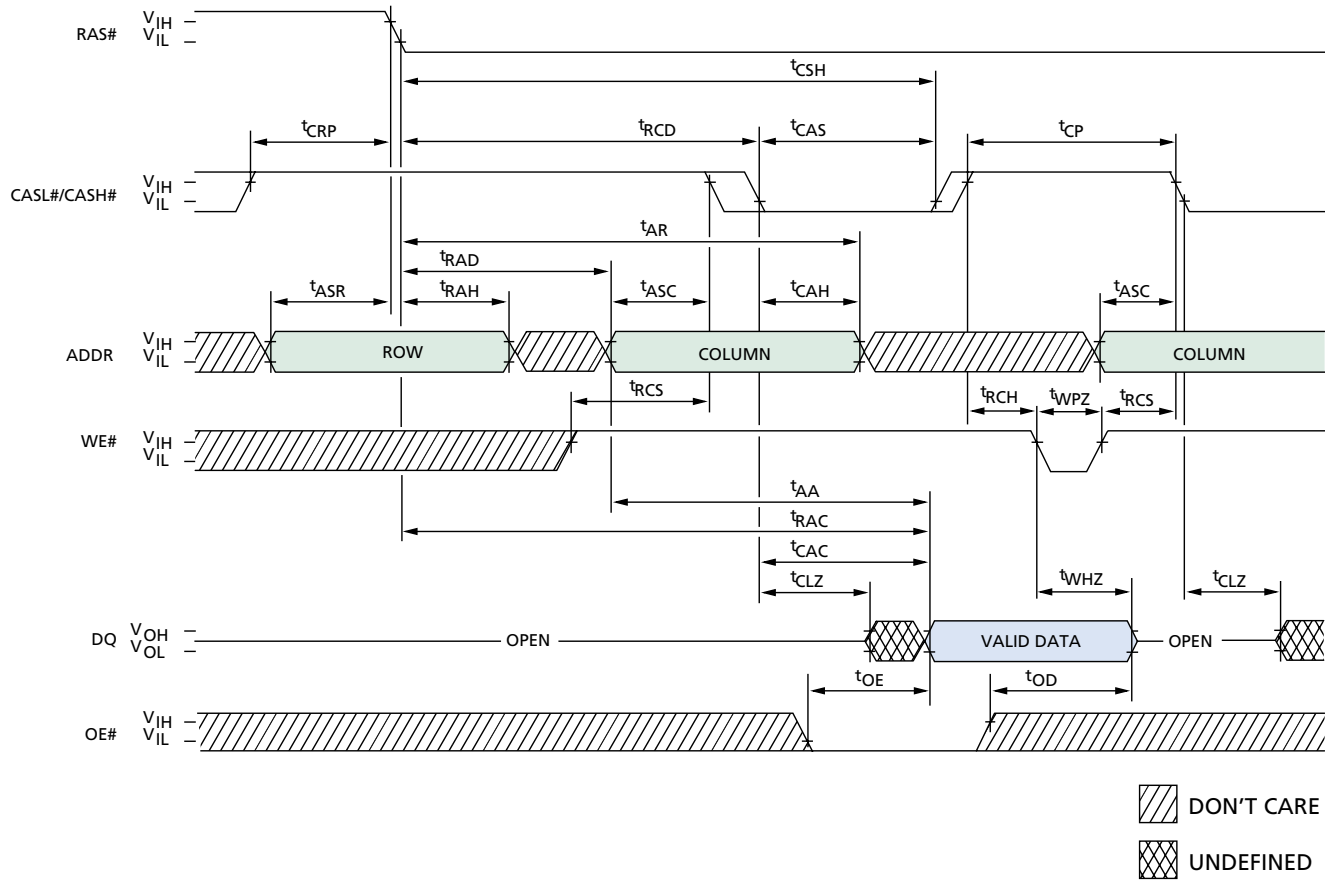 RAS# VIH
VIL
tCSH
tCRP tRCD tCAS tCP
CASL#/CASH# VIH
VIL
tAR
tRAD
tASR tRAH tASC tCAH tASC
ADDR VIH
VIL
ROW COLUMN COLUMN
tRCS tRCH tWPZ tRCS
WE# VIH
VIL
tAA
tRAC
tCAC
tCLZ tWHZ tCLZ
DQ VOH
VOL
OPEN VALID DATA OPEN
tOE tOD
OE# VIH
VIL
DON'T CARE
UNDEFINED